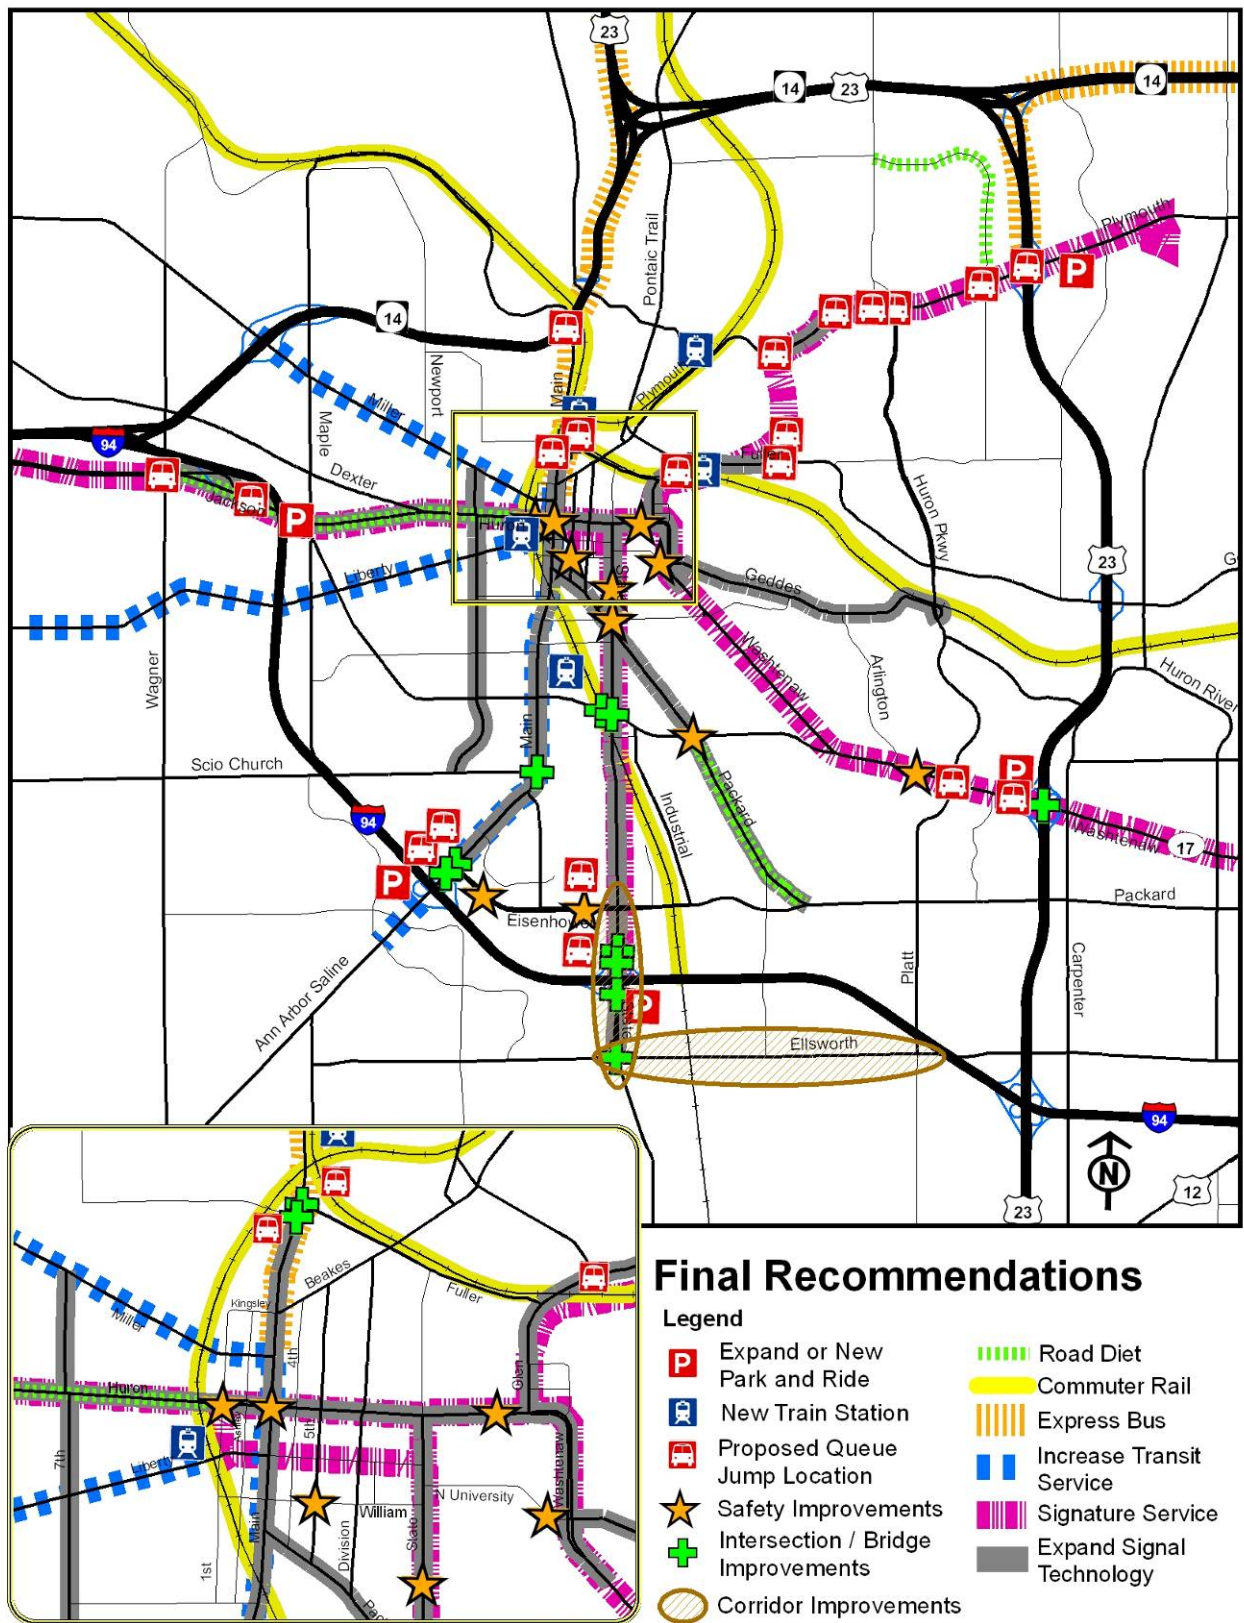 23
14
23
14
Pontaic Trail
Plymouth
14
Newport
Main
Plymouth
Miller
Maple
94
Dexter
Fuller
Jackson
Huron
Huron Pkwy
23
Liberty
Geddes
State
Washtenaw
Arlington
Wagner
Huron River
Main
Scio Church
Industrial
Packard
94
Washtenaw
17
Packard
Eisenhower
Platt
Carpenter
Ann Arbor Saline
State
Ellsworth
94
N
23
12
P
P
P
P
P
Beakes
Fuller
Kingsley
Miller
4th
Glen
Huron
Ashley
5th
7th
Liberty
Washtenaw
N University
William
State
Main
Division
1st
Final Recommendations
Legend
P Expand or New
Park and Ride
New Train Station
Proposed Queue
Jump Location
Safety Improvements
Intersection / Bridge
Improvements
Corridor Improvements
Road Diet
Commuter Rail
Express Bus
Increase Transit
Service
Signature Service
Expand Signal
Technology